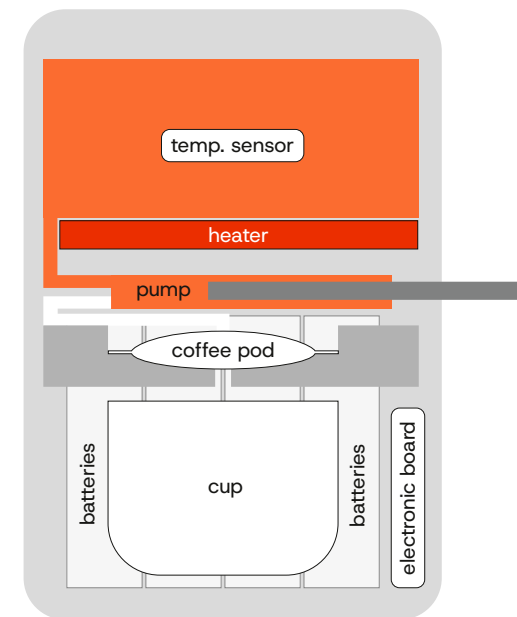 temp. sensor
heater
pump
coffee pod
batteries
cup
batteries
electronic board